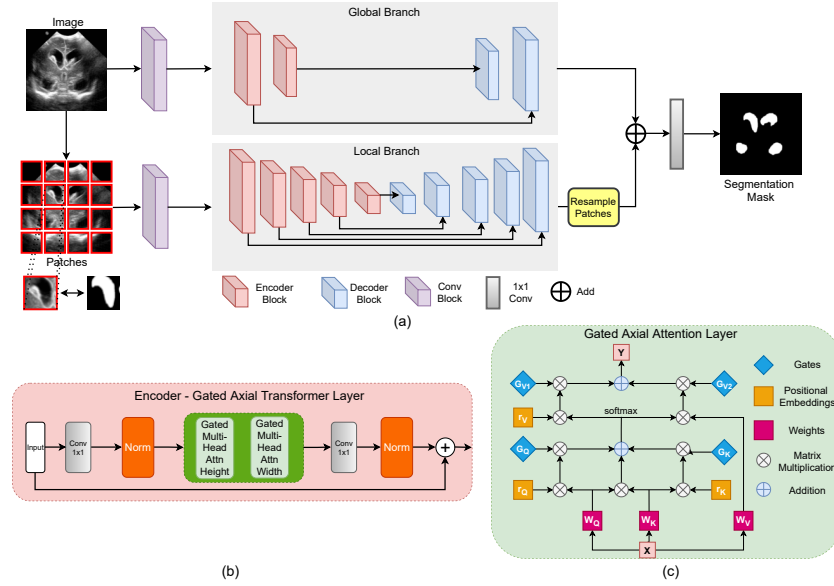 Image
Global Branch
Local Branch
Patches
Resample
Patches
Segmentation
Mask
Encoder
Block
Decoder
Block
Conv
Block
1x1
Conv
Add
(a)
Encoder - Gated Axial Transformer Layer
Input
Conv
1x1
Norm
Gated
Multi-
Head
Attn
Height
Gated
Multi-
Head
Attn
Width
Conv
1x1
Norm
(b)
Gated Axial Attention Layer
Y
G_V1
G_V2
r_V
softmax
G_Q
G_K
r_Q
r_K
W_Q
W_K
W_V
X
Gates
Positional
Embeddings
Weights
Matrix
Multiplication
Addition
(c)